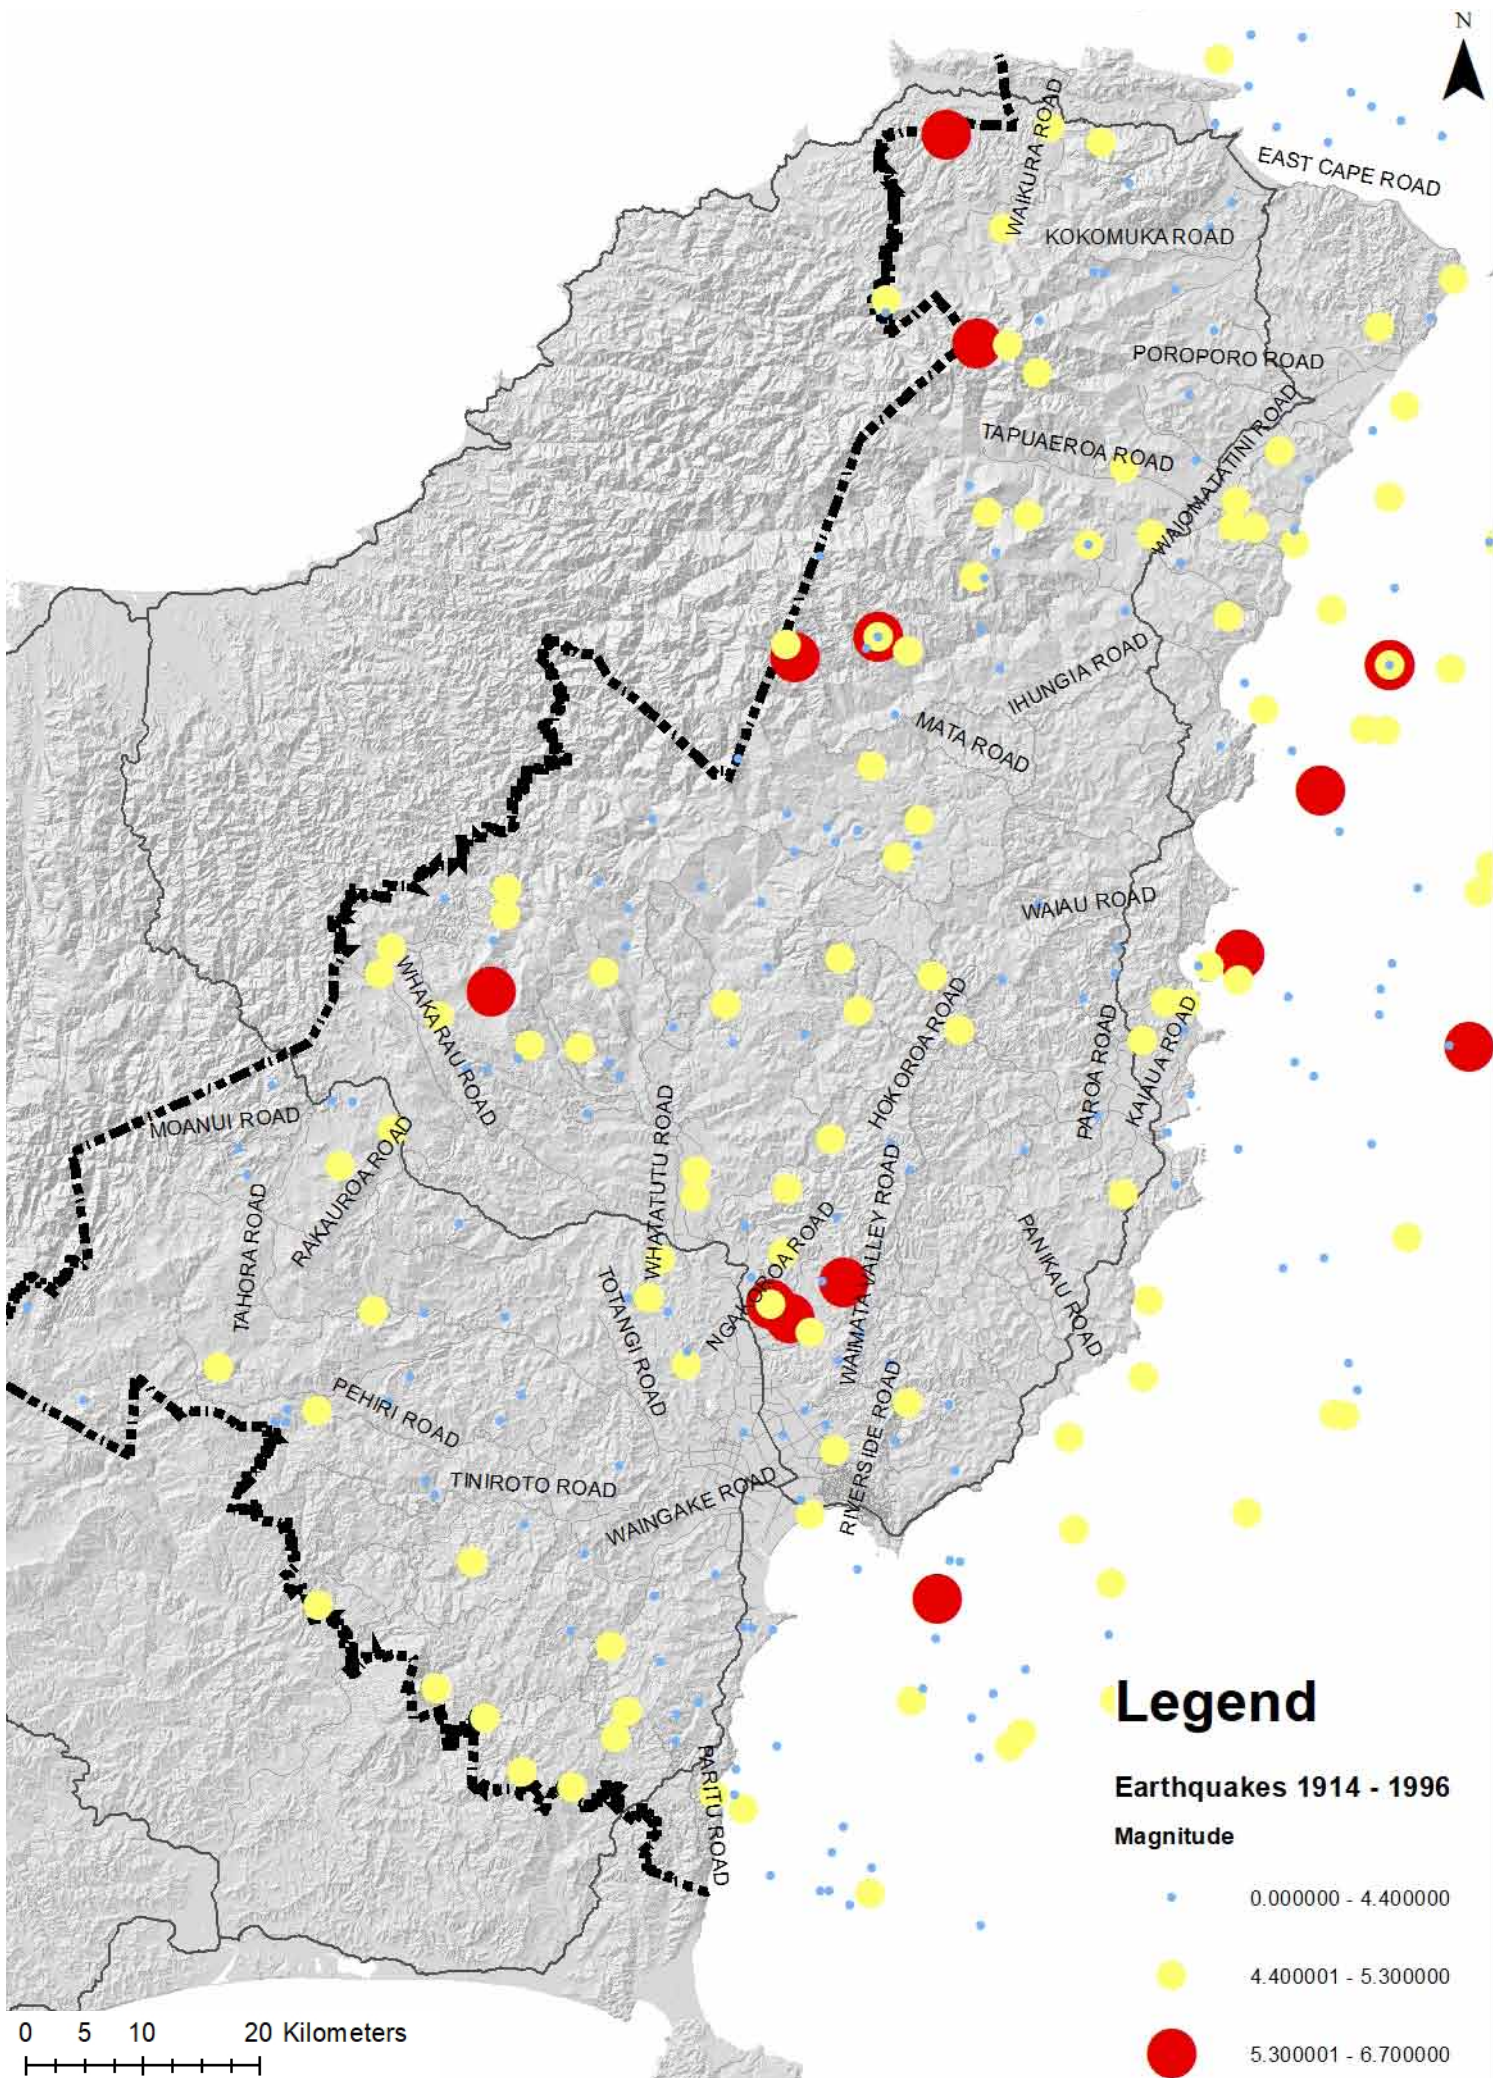 N
EAST CAPE ROAD
WAIKURA ROAD
KOKOMUKA ROAD
POROPORO ROAD
TAPUAEROA ROAD
WAIOMATATINI ROAD
IHUNGIA ROAD
MATA ROAD
WAIAU ROAD
WHAKARAU ROAD
HOKOROA ROAD
PAROA ROAD
KAIAUA ROAD
MOANUI ROAD
RAKAUROA ROAD
WHATATUTU ROAD
TAHORA ROAD
NGAKOROA ROAD
WAIMATA VALLEY ROAD
PANIKAU ROAD
TOTANGI ROAD
PEHIRI ROAD
RIVERSIDE ROAD
TINIROTO ROAD
WAINGAKE ROAD
PARITU ROAD
Legend
Earthquakes 1914 - 1996
Magnitude
0.000000 - 4.400000
4.400001 - 5.300000
5.300001 - 6.700000
0 5 10 20 Kilometers